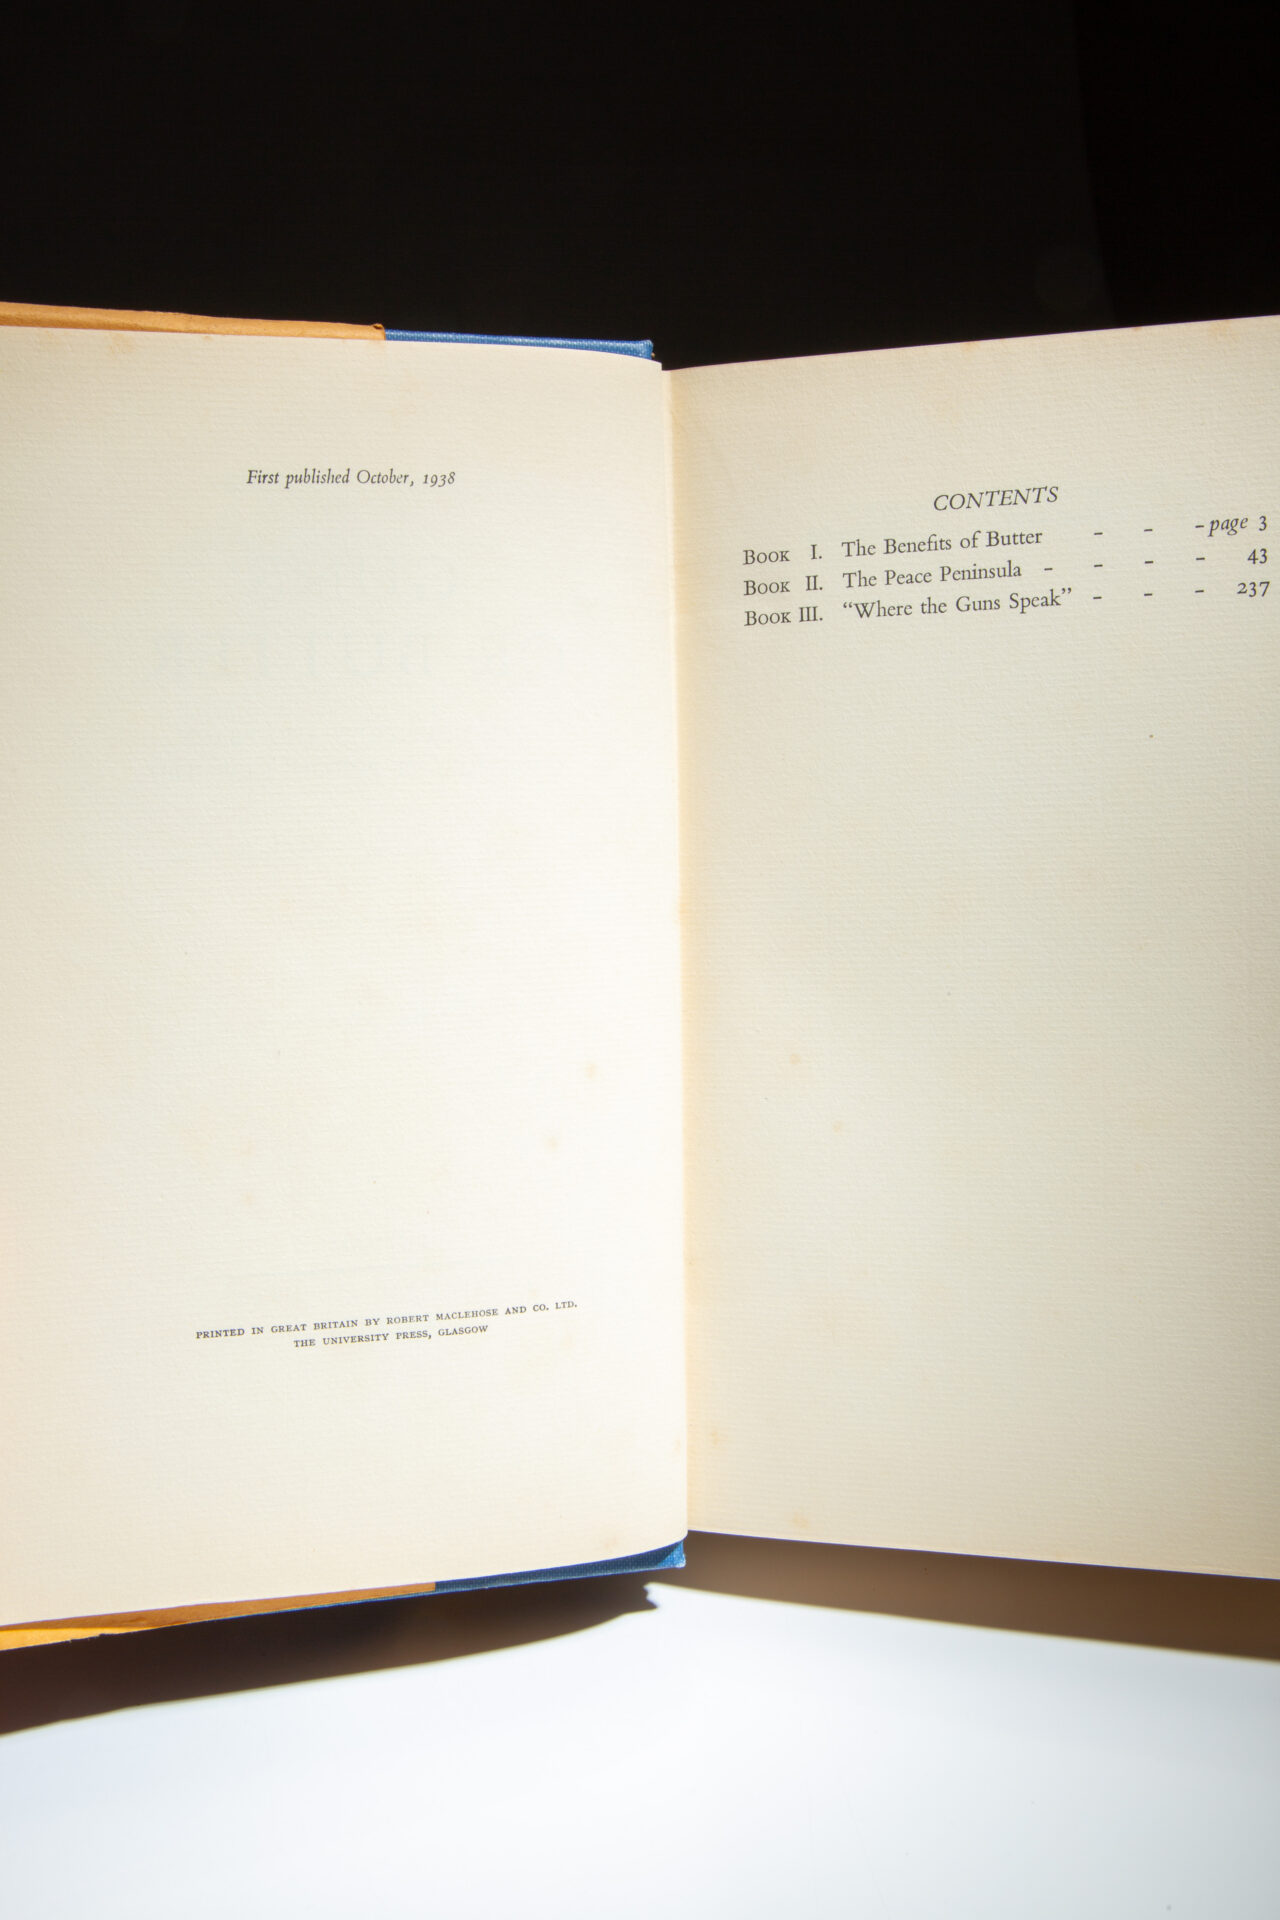 First published October, 1938
PRINTED IN GREAT BRITAIN BY ROBERT MACLEHOSE AND CO. LTD.
THE UNIVERSITY PRESS, GLASGOW
CONTENTS
BOOK I. The Benefits of Butter - - - page 3
BOOK II. The Peace Peninsula - - - - 43
BOOK III. “Where the Guns Speak” - - - 237